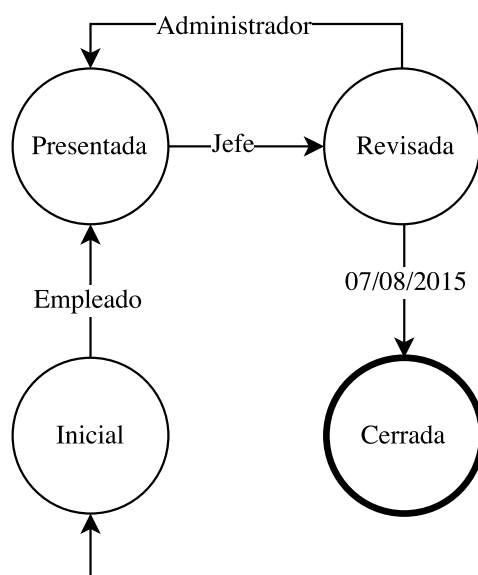 Administrador
Presentada
Jefe
Revisada
Empleado
07/08/2015
Inicial
Cerrada